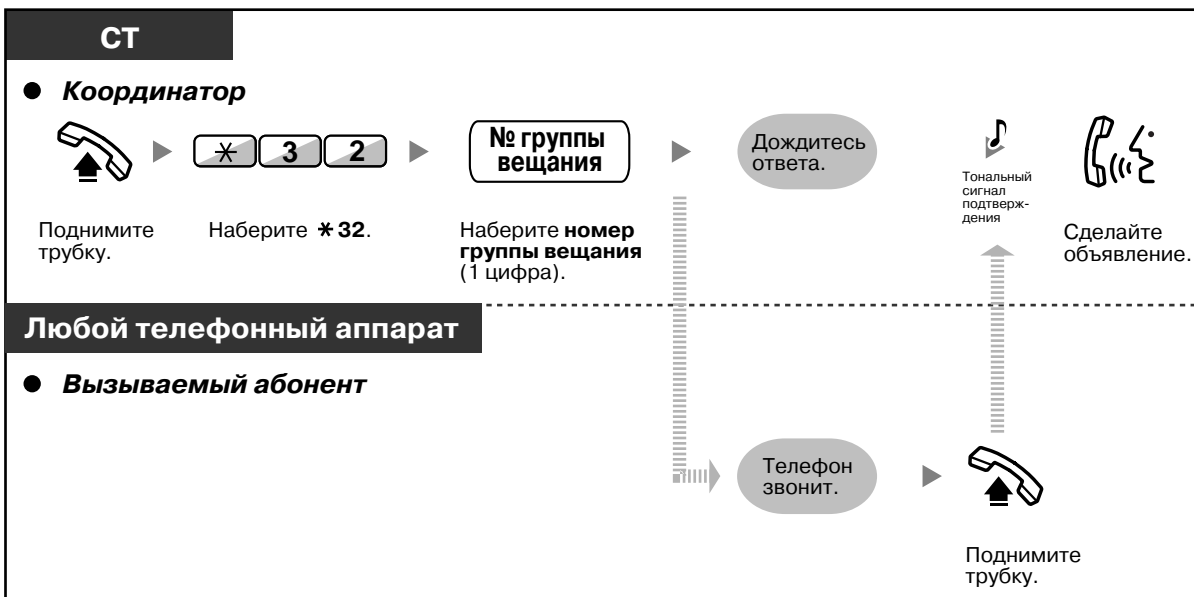 СТ
Координатор
* 3 2
№ группы
вещания
Дождитесь
ответа.
Тональный
сигнал
подтверж-
дения
Поднимите
трубку.
Наберите *32.
Наберите номер
группы вещания
(1 цифра).
Сделайте
объявление.
Любой телефонный аппарат
Вызываемый абонент
Телефон
звонит.
Поднимите
трубку.